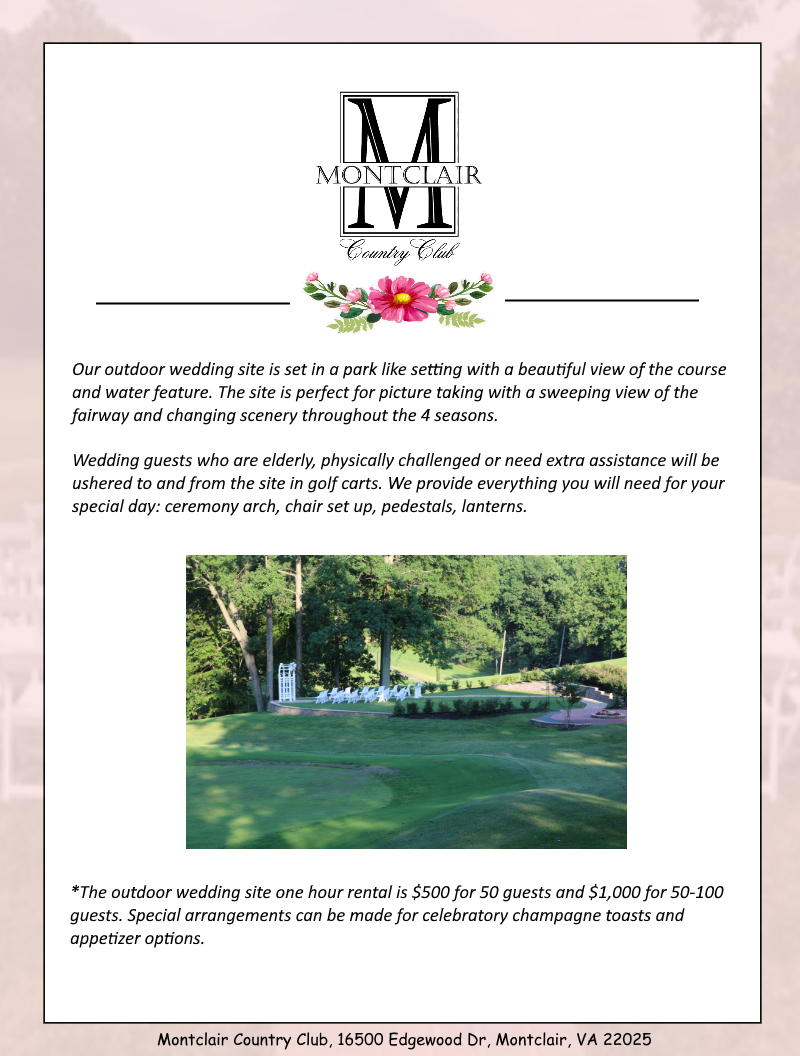 M
MONTCLAIR
Country Club
Our outdoor wedding site is set in a park like setting with a beautiful view of the course
and water feature. The site is perfect for picture taking with a sweeping view of the
fairway and changing scenery throughout the 4 seasons.
Wedding guests who are elderly, physically challenged or need extra assistance will be
ushered to and from the site in golf carts. We provide everything you will need for your
special day: ceremony arch, chair set up, pedestals, lanterns.
*The outdoor wedding site one hour rental is $500 for 50 guests and $1,000 for 50-100
guests. Special arrangements can be made for celebratory champagne toasts and
appetizer options.
Montclair Country Club, 16500 Edgewood Dr, Montclair, VA 22025